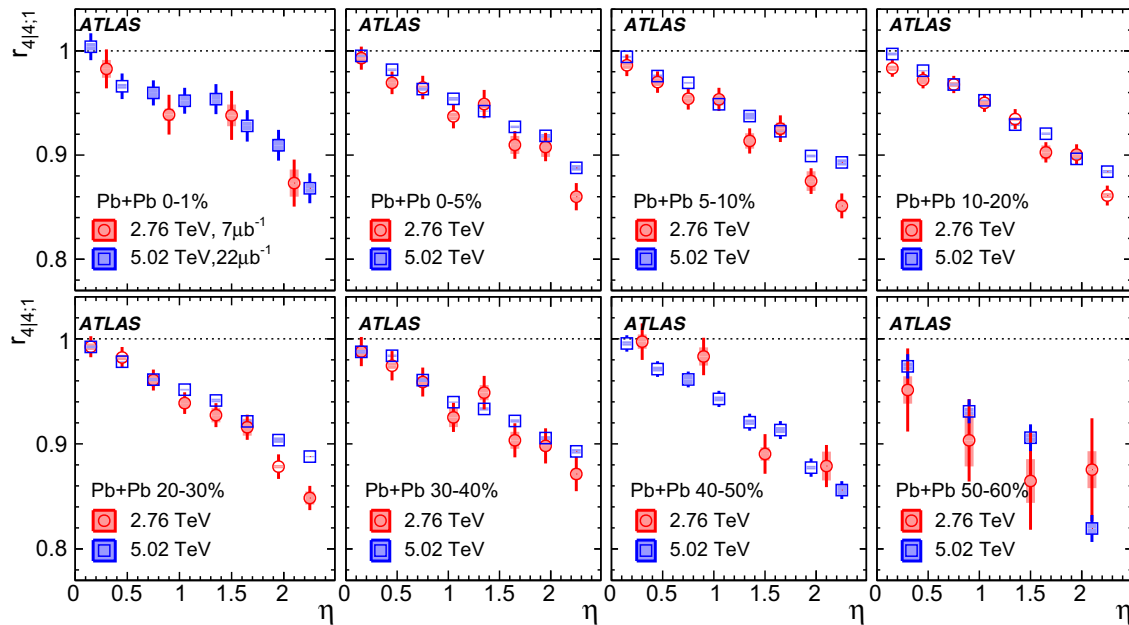 r4|4;1
1
0.9
0.8
ATLAS
Pb+Pb 0-1%
2.76 TeV, 7μb-1
5.02 TeV,22μb-1
ATLAS
Pb+Pb 0-5%
2.76 TeV
5.02 TeV
ATLAS
Pb+Pb 5-10%
2.76 TeV
5.02 TeV
ATLAS
Pb+Pb 10-20%
2.76 TeV
5.02 TeV
r4|4;1
1
0.9
0.8
ATLAS
Pb+Pb 20-30%
2.76 TeV
5.02 TeV
0 0.5 1 1.5 2 η
ATLAS
Pb+Pb 30-40%
2.76 TeV
5.02 TeV
0 0.5 1 1.5 2 η
ATLAS
Pb+Pb 40-50%
2.76 TeV
5.02 TeV
0 0.5 1 1.5 2 η
ATLAS
Pb+Pb 50-60%
2.76 TeV
5.02 TeV
0 0.5 1 1.5 2 η